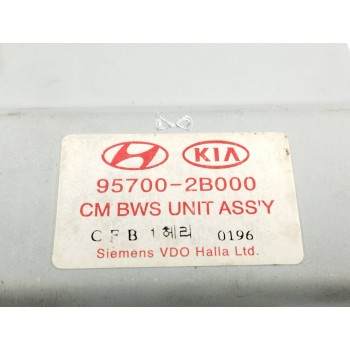 KIA
95700-2B000
CM BWS UNIT ASS'Y
C F B 1 헤리 0196
Siemens VDO Halla Ltd.